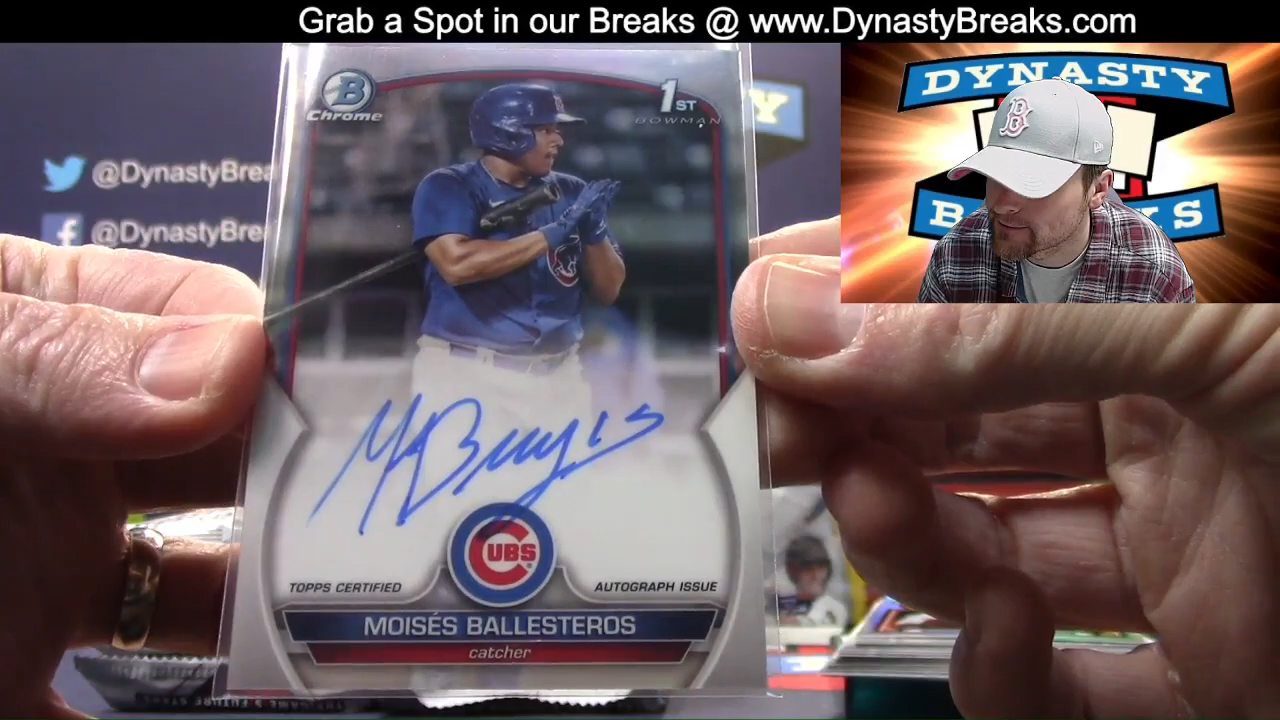 Grab a Spot in our Breaks @ www.DynastyBreaks.com
B
Chrome
1ST
BOWMAN
@DynastyBrea
@DynastyBrea
DYNASTY
B
KS
B
CUBS
TOPPS CERTIFIED
AUTOGRAPH ISSUE
MOISÉS BALLESTEROS
catcher